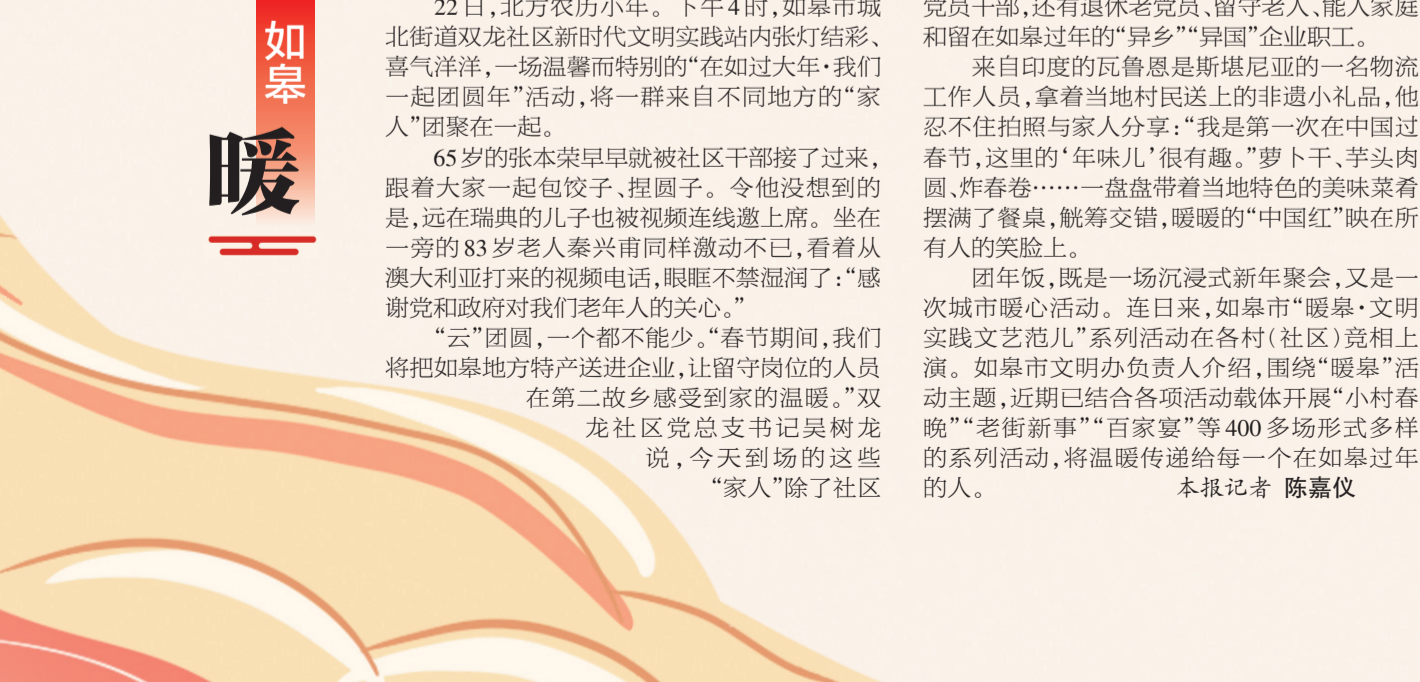 如皋
暖
22日，北方农历小年。下午4时，如皋市城
北街道双龙社区新时代文明实践站内张灯结彩、
喜气洋洋，一场温馨而特别的“在如过大年·我们
一起团圆年”活动，将一群来自不同地方的“家
人”团聚在一起。
65岁的张本荣早早就被社区干部接了过来，
跟着大家一起包饺子、捏圆子。令他没想到的
是，远在瑞典的儿子也被视频连线邀上席。坐在
一旁的83岁老人秦兴甫同样激动不已，看着从
澳大利亚打来的视频电话，眼眶不禁湿润了：“感
谢党和政府对我们老年人的关心。”
“云”团圆，一个都不能少。“春节期间，我们
将把如皋地方特产送进企业，让留守岗位的人员
在第二故乡感受到家的温暖。”双
龙社区党总支书记吴树龙
说，今天到场的这些
“家人”除了社区
党员干部，还有退休老党员、留守老人、能人家庭
和留在如皋过年的“异乡”“异国”企业职工。
来自印度的瓦鲁恩是斯堪尼亚的一名物流
工作人员，拿着当地村民送上的非遗小礼品，他
忍不住拍照与家人分享：“我是第一次在中国过
春节，这里的‘年味儿’很有趣。”萝卜干、芋头肉
圆、炸春卷……一盘盘带着当地特色的美味菜肴
摆满了餐桌，觥筹交错，暖暖的“中国红”映在所
有人的笑脸上。
团年饭，既是一场沉浸式新年聚会，又是一
次城市暖心活动。连日来，如皋市“暖皋·文明
实践文艺范儿”系列活动在各村（社区）竞相上
演。如皋市文明办负责人介绍，围绕“暖皋”活
动主题，近期已结合各项活动载体开展“小村春
晚”“老街新事”“百家宴”等400多场形式多样
的系列活动，将温暖传递给每一个在如皋过年
的人。 本报记者 陈嘉仪